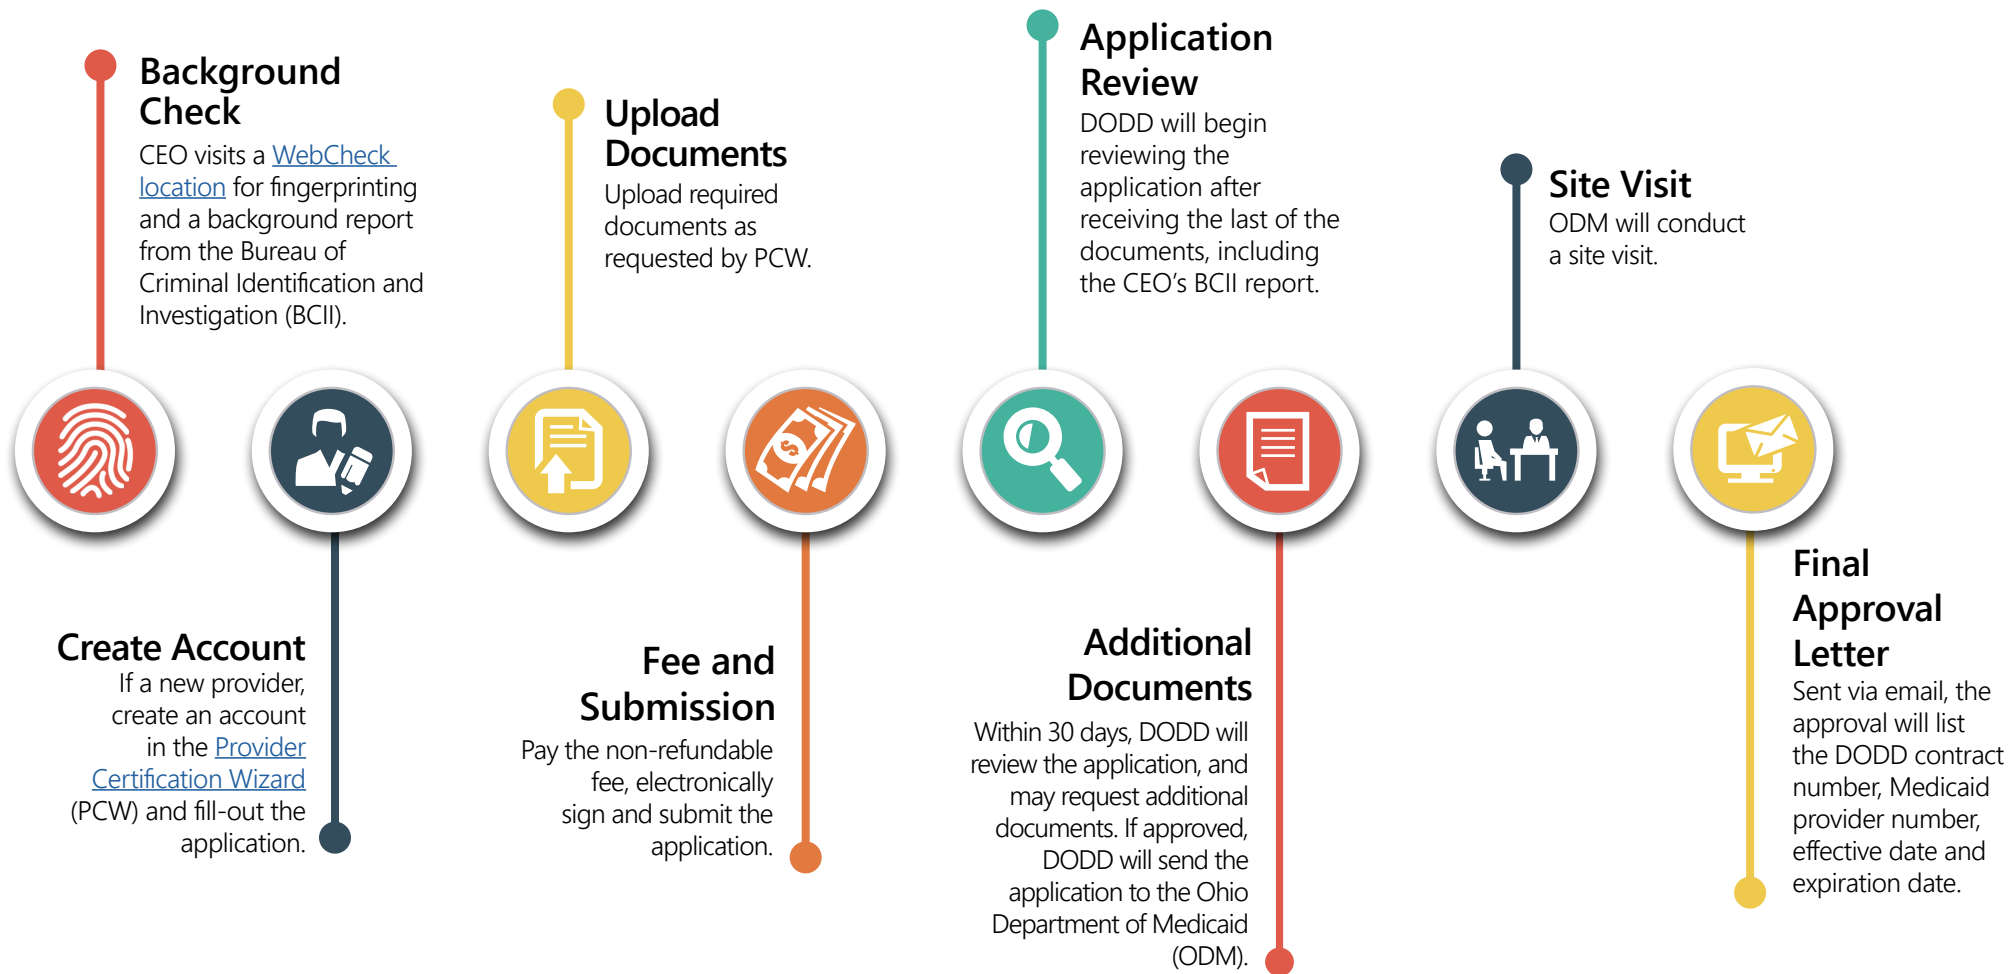 Background
Check
CEO visits a WebCheck
location for fingerprinting
and a background report
from the Bureau of
Criminal Identification and
Investigation (BCII).
Create Account
If a new provider,
create an account
in the Provider
Certification Wizard
(PCW) and fill-out the
application.
Upload
Documents
Upload required
documents as
requested by PCW.
Fee and
Submission
Pay the non-refundable
fee, electronically
sign and submit the
application.
Application
Review
DODD will begin
reviewing the
application after
receiving the last of the
documents, including
the CEO’s BCII report.
Additional
Documents
Within 30 days, DODD will
review the application, and
may request additional
documents. If approved,
DODD will send the
application to the Ohio
Department of Medicaid
(ODM).
Site Visit
ODM will conduct
a site visit.
Final
Approval
Letter
Sent via email, the
approval will list
the DODD contract
number, Medicaid
provider number,
effective date and
expiration date.